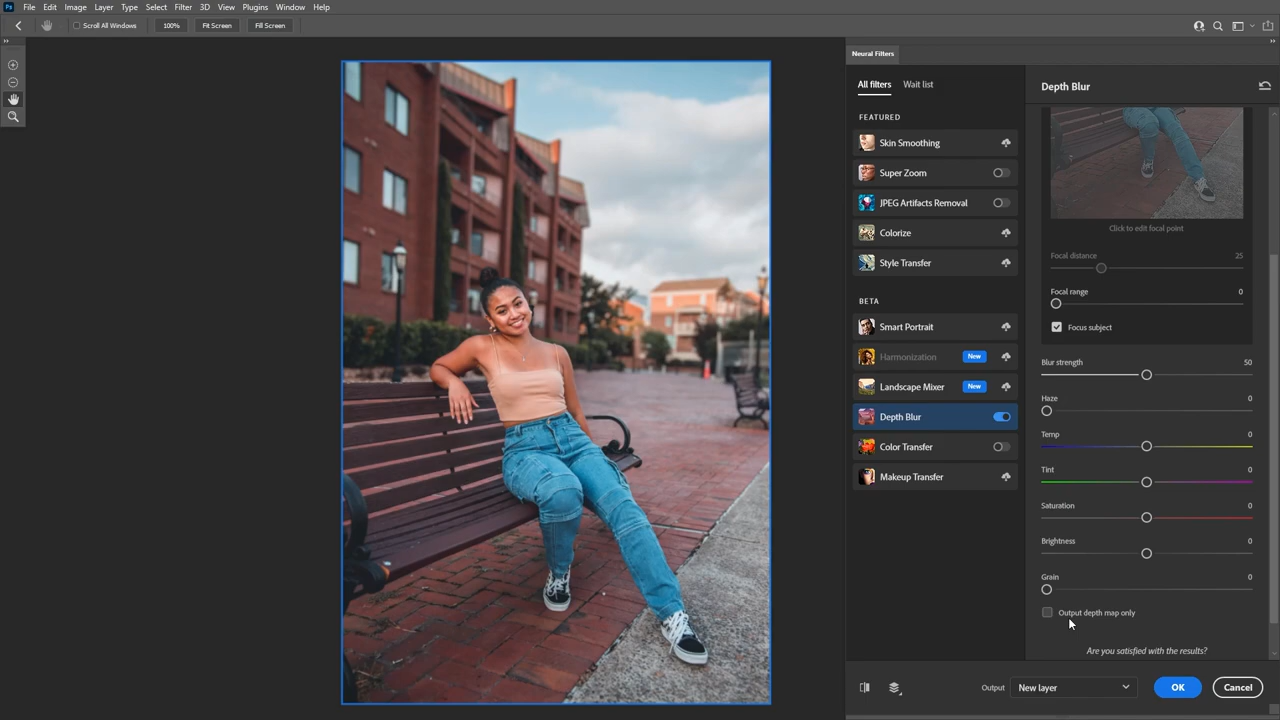 Ps File Edit Image Layer Type Select Filter 3D View Plugins Window Help
Scroll All Windows 100% Fit Screen Fill Screen
Neural Filters
All filters Wait list
FEATURED
Skin Smoothing
Super Zoom
JPEG Artifacts Removal
Colorize
Style Transfer
BETA
Smart Portrait
Harmonization New
Landscape Mixer New
Depth Blur
Color Transfer
Makeup Transfer
Depth Blur
Click to edit focal point
Focal distance 25
Focal range 0
Focus subject
Blur strength 50
Haze 0
Temp 0
Tint 0
Saturation 0
Brightness 0
Grain 0
Output depth map only
Are you satisfied with the results?
Output New layer OK Cancel